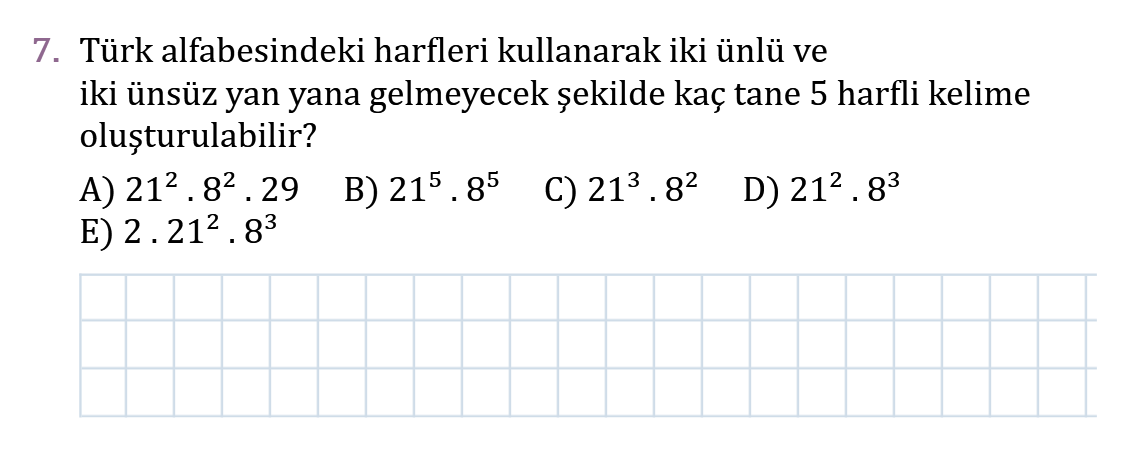 7. Türk alfabesindeki harfleri kullanarak iki ünlü ve
iki ünsüz yan yana gelmeyecek şekilde kaç tane 5 harfli kelime
oluşturulabilir?
A) 21² . 8² . 29 B) 21⁵ . 8⁵ C) 21³ . 8² D) 21² . 8³
E) 2 . 21² . 8³